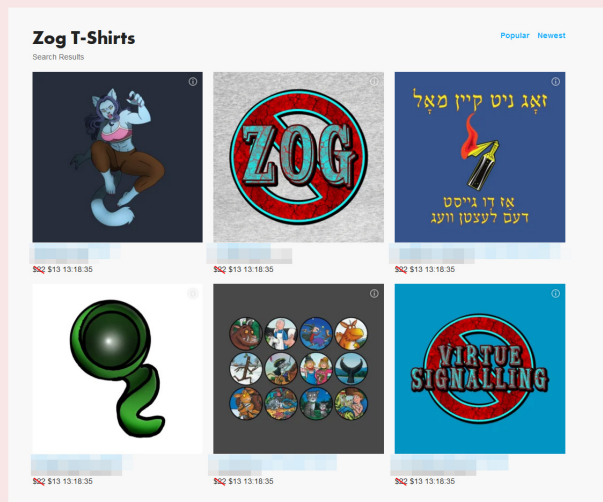 Zog T-Shirts
Popular Newest
Search Results
ZOG
זאָג ניט קיין מאָל
אז דו גייסט
דעם לעצטן וועג
$22 $13 13:18:35
$22 $13 13:18:35
$22 $13 13:18:35
VIRTUE
SIGNALLING
$22 $13 13:18:35
$22 $13 13:18:35
$22 $13 13:18:35